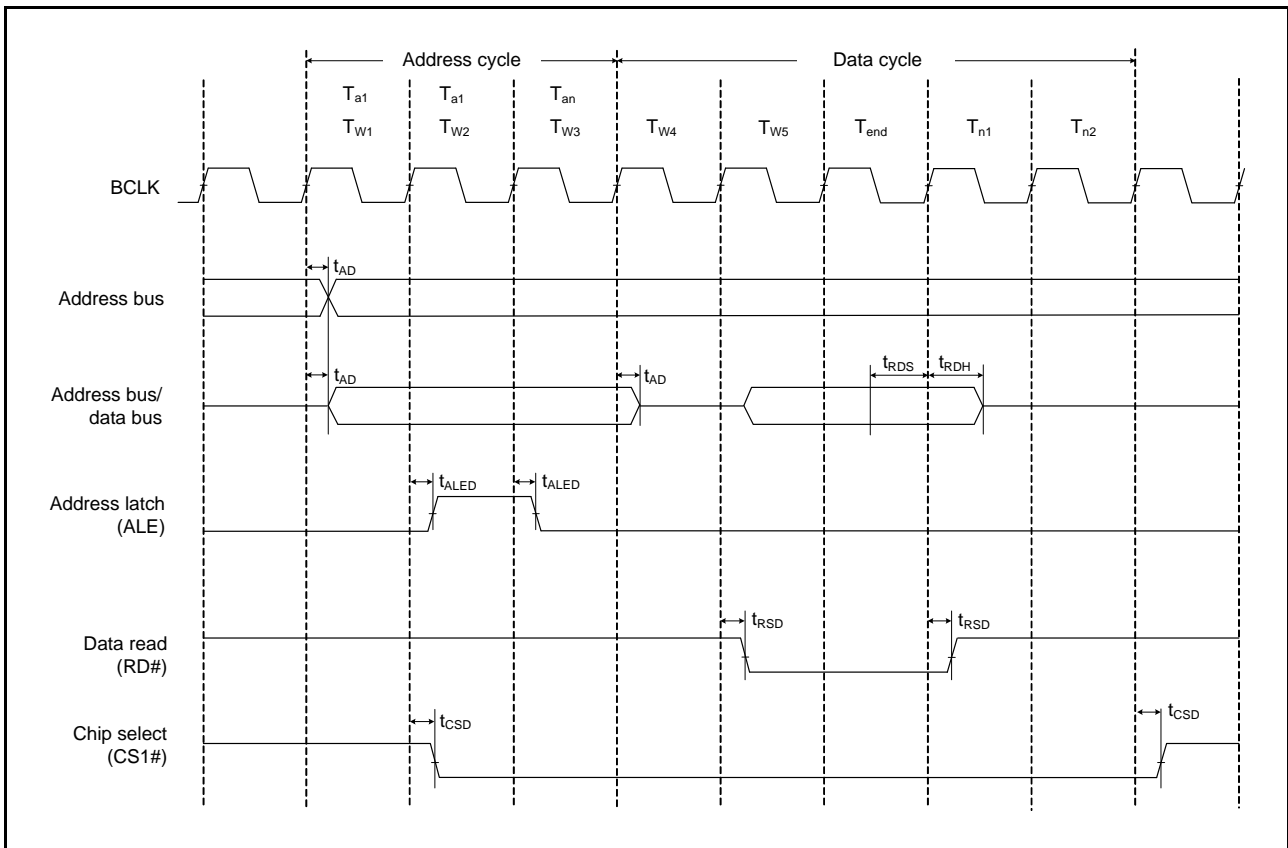 Address cycle Data cycle
Ta1 Ta1 Tan
TW1 TW2 TW3 TW4 TW5 Tend Tn1 Tn2
BCLK
tAD
Address bus
tAD tAD tRDS tRDH
Address bus/
data bus
tALED tALED
Address latch
(ALE)
tRSD tRSD
Data read
(RD#)
tCSD tCSD
Chip select
(CS1#)